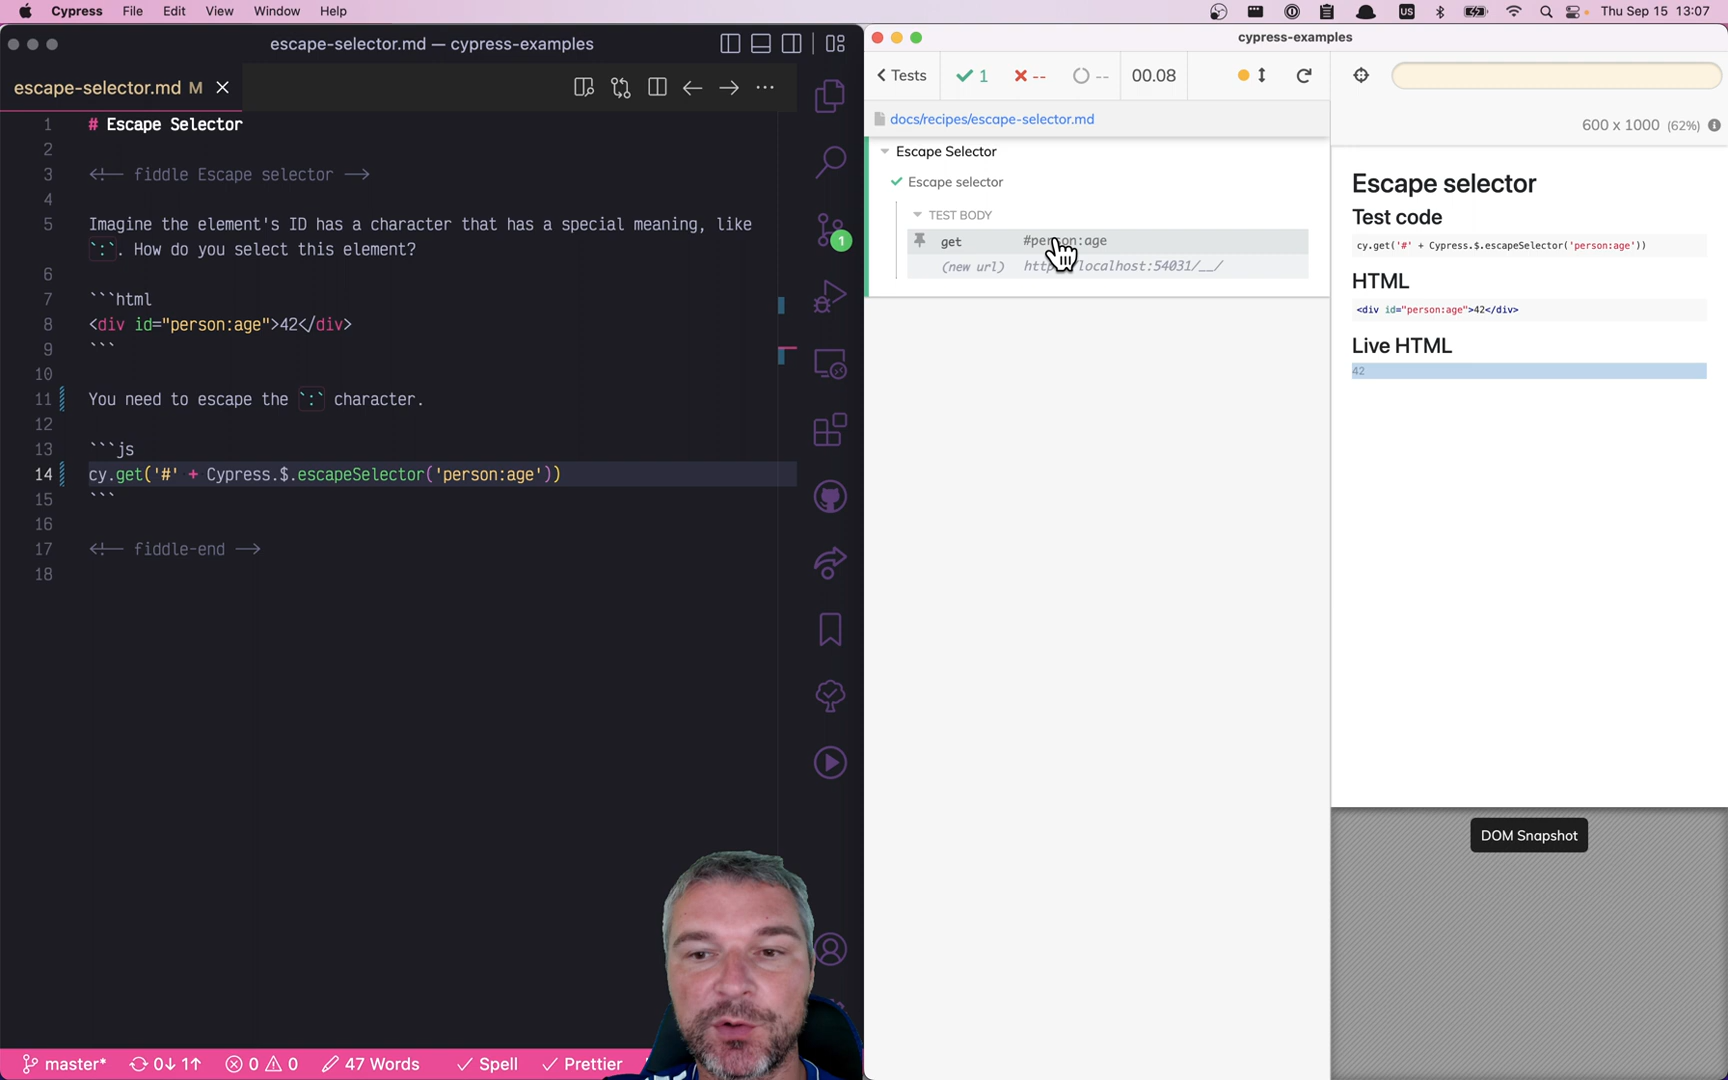 Cypress File Edit View Window Help
US Thu Sep 15 13:07
escape-selector.md — cypress-examples
escape-selector.md M
1 # Escape Selector
2
3 <!-- fiddle Escape selector -->
4
5 Imagine the element's ID has a character that has a special meaning, like
`:`. How do you select this element?
6
7 ```html
8 <div id="person:age">42</div>
9 ```
10
11 You need to escape the `:` character.
12
13 ```js
14 cy.get('#' + Cypress.$.escapeSelector('person:age'))
15 ```
16
17 <!-- fiddle-end -->
18
1
master* 0↓ 1↑ 0 0 47 Words Spell Prettier
cypress-examples
Tests 1 -- -- 00.08
docs/recipes/escape-selector.md
Escape Selector
Escape selector
TEST BODY
get #person:age
(new url) localhost:54031/__/
600 x 1000 (62%)
Escape selector
Test code
cy.get('#' + Cypress.$.escapeSelector('person:age'))
HTML
<div id="person:age">42</div>
Live HTML
42
DOM Snapshot